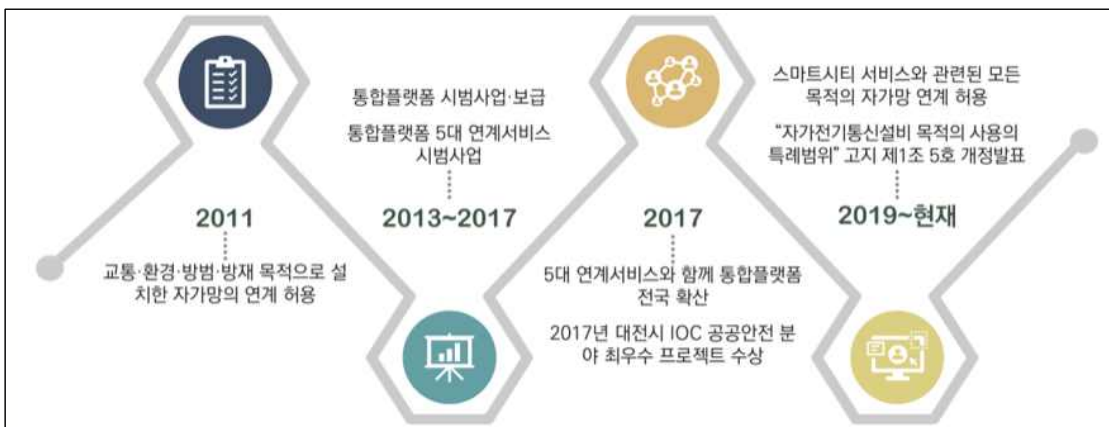 2011
교통·환경·방범·방재 목적으로 설
치한 자가망의 연계 허용
통합플랫폼 시범사업·보급
통합플랫폼 5대 연계서비스
시범사업
2013~2017
2017
5대 연계서비스와 함께 통합플랫폼
전국 확산
2017년 대전시 IOC 공공안전 분
야 최우수 프로젝트 수상
스마트시티 서비스와 관련된 모든
목적의 자가망 연계 허용
“자가전기통신설비 목적의 사용의
특례범위” 고지 제1조 5호 개정발표
2019~현재